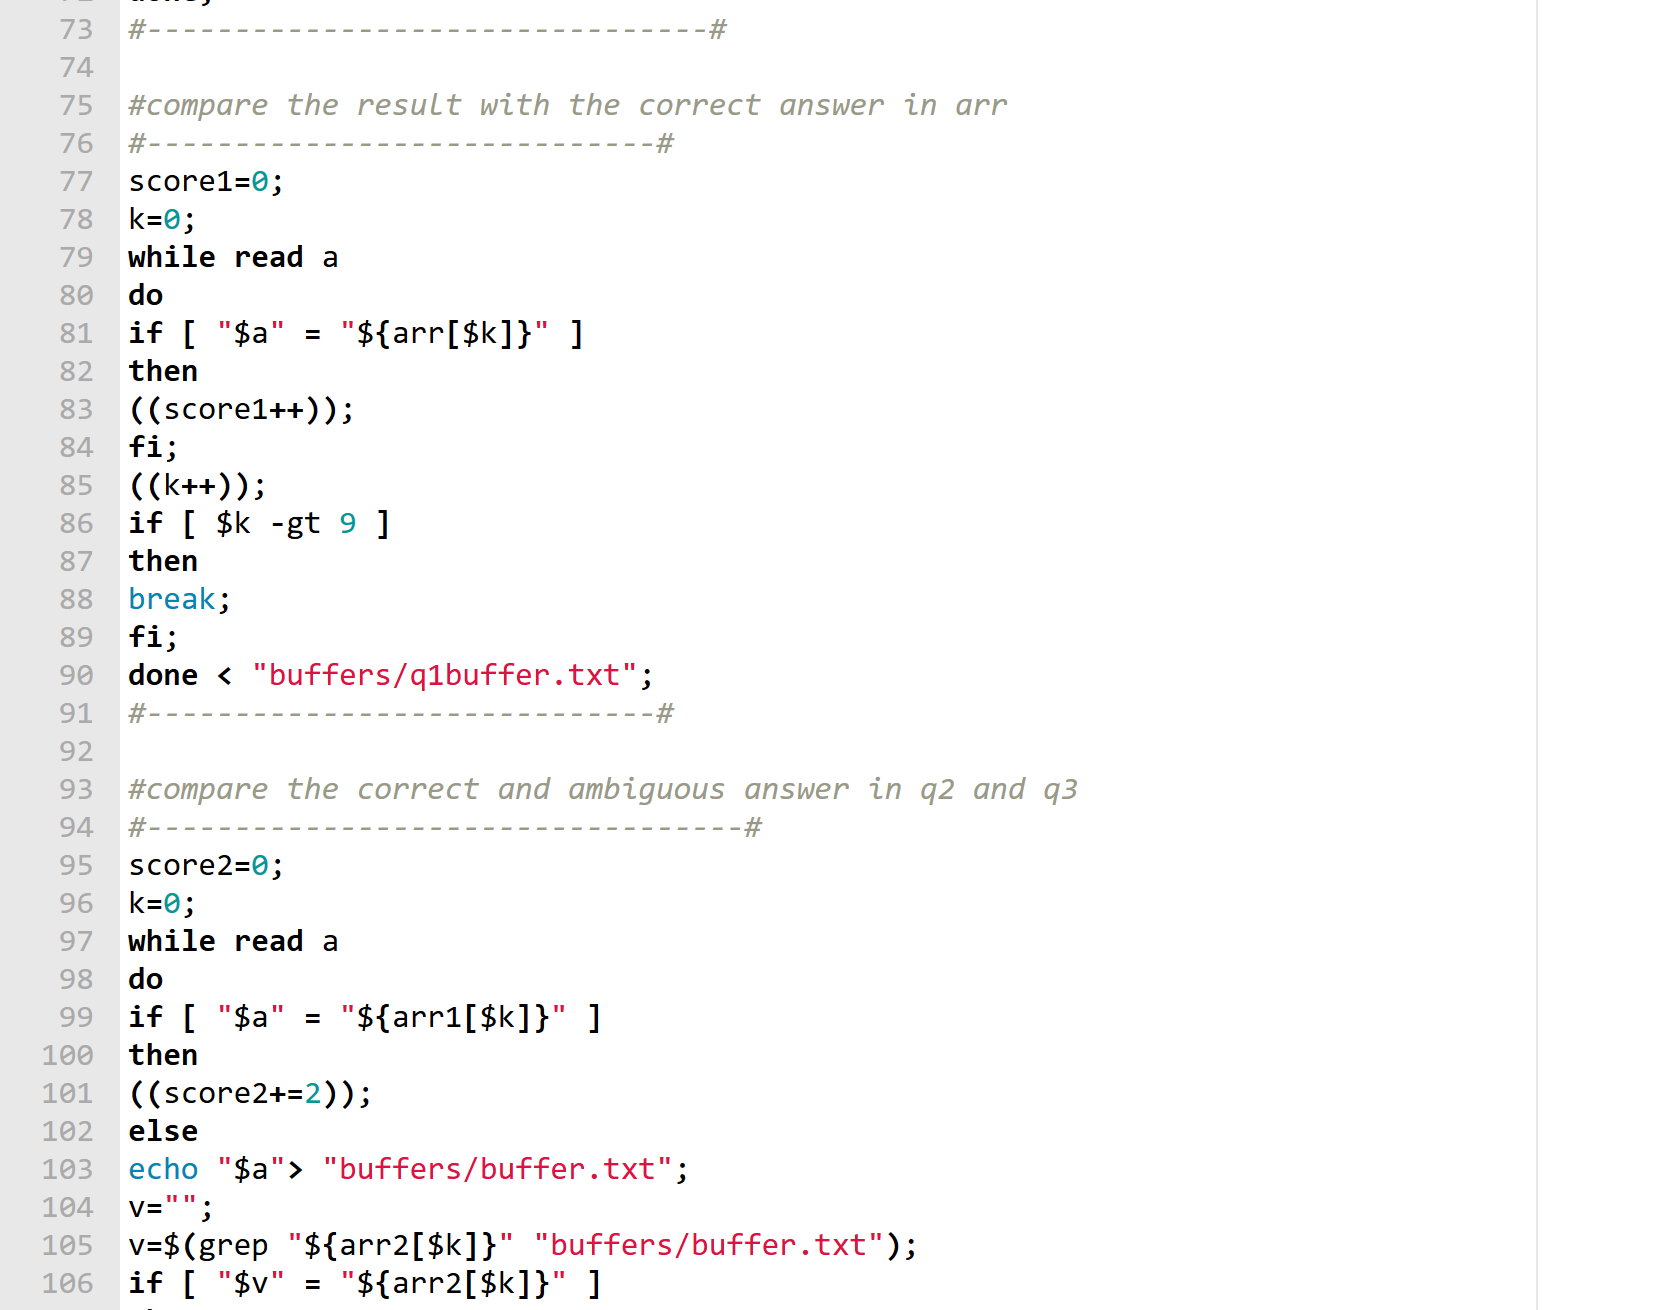 73 #--------------------------------#
74
75 #compare the result with the correct answer in arr
76 #-----------------------------#
77 score1=0;
78 k=0;
79 while read a
80 do
81 if [ "$a" = "${arr[$k]}" ]
82 then
83 ((score1++));
84 fi;
85 ((k++));
86 if [ $k -gt 9 ]
87 then
88 break;
89 fi;
90 done < "buffers/q1buffer.txt";
91 #-----------------------------#
92
93 #compare the correct and ambiguous answer in q2 and q3
94 #----------------------------------#
95 score2=0;
96 k=0;
97 while read a
98 do
99 if [ "$a" = "${arr1[$k]}" ]
100 then
101 ((score2+=2));
102 else
103 echo "$a"> "buffers/buffer.txt";
104 v="";
105 v=$(grep "${arr2[$k]}" "buffers/buffer.txt");
106 if [ "$v" = "${arr2[$k]}" ]